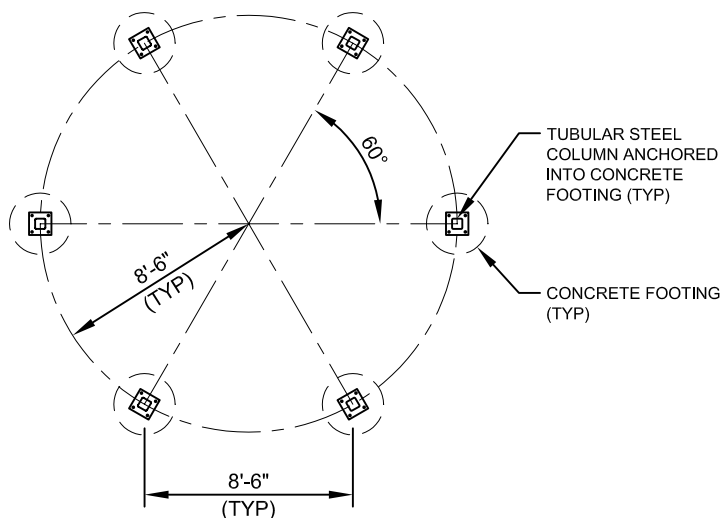 60°
TUBULAR STEEL
COLUMN ANCHORED
INTO CONCRETE
FOOTING (TYP)
8'-6"
(TYP)
CONCRETE FOOTING
(TYP)
8'-6"
(TYP)